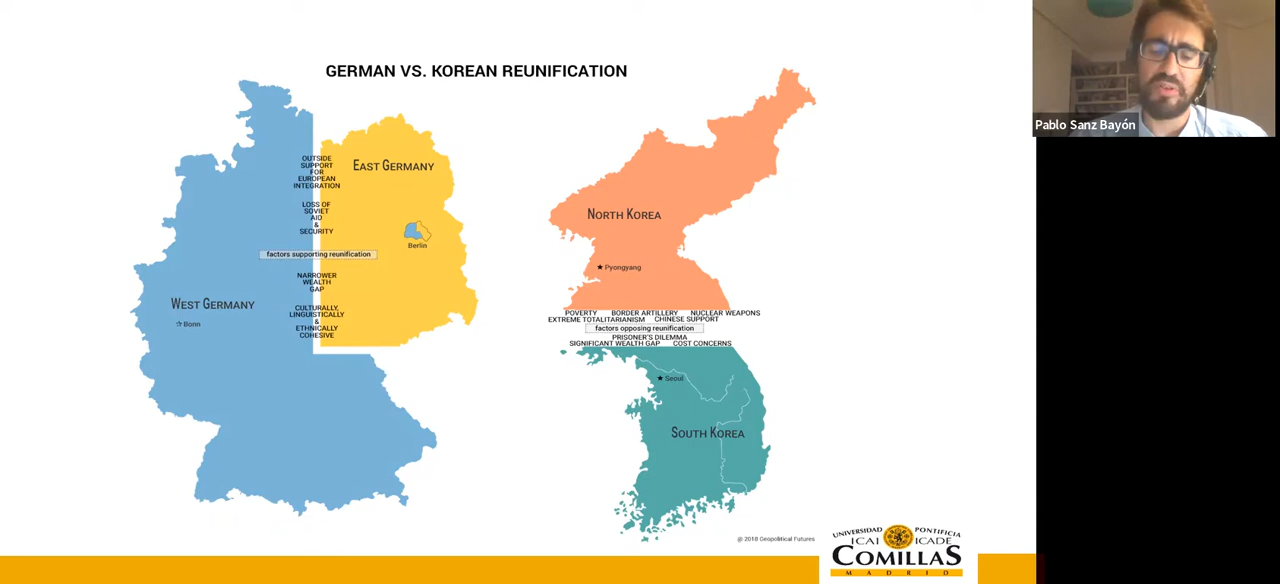 GERMAN VS. KOREAN REUNIFICATION
OUTSIDE
SUPPORT
FOR
EUROPEAN
INTEGRATION
LOSS OF
SOVIET
AID
&
SECURITY
factors supporting reunification
NARROWER
WEALTH
GAP
CULTURALLY,
LINGUISTICALLY
&
ETHNICALLY
COHESIVE
EAST GERMANY
Berlin
WEST GERMANY
Bonn
NORTH KOREA
Pyongyang
POVERTY BORDER ARTILLERY NUCLEAR WEAPONS
EXTREME TOTALITARIANISM CHINESE SUPPORT
factors opposing reunification
PRISONER'S DILEMMA
SIGNIFICANT WEALTH GAP COST CONCERNS
Seoul
SOUTH KOREA
@ 2018 Geopolitical Futures
UNIVERSIDAD PONTIFICIA
ICAI ICADE
COMILLAS
MADRID
Pablo Sanz Bayón